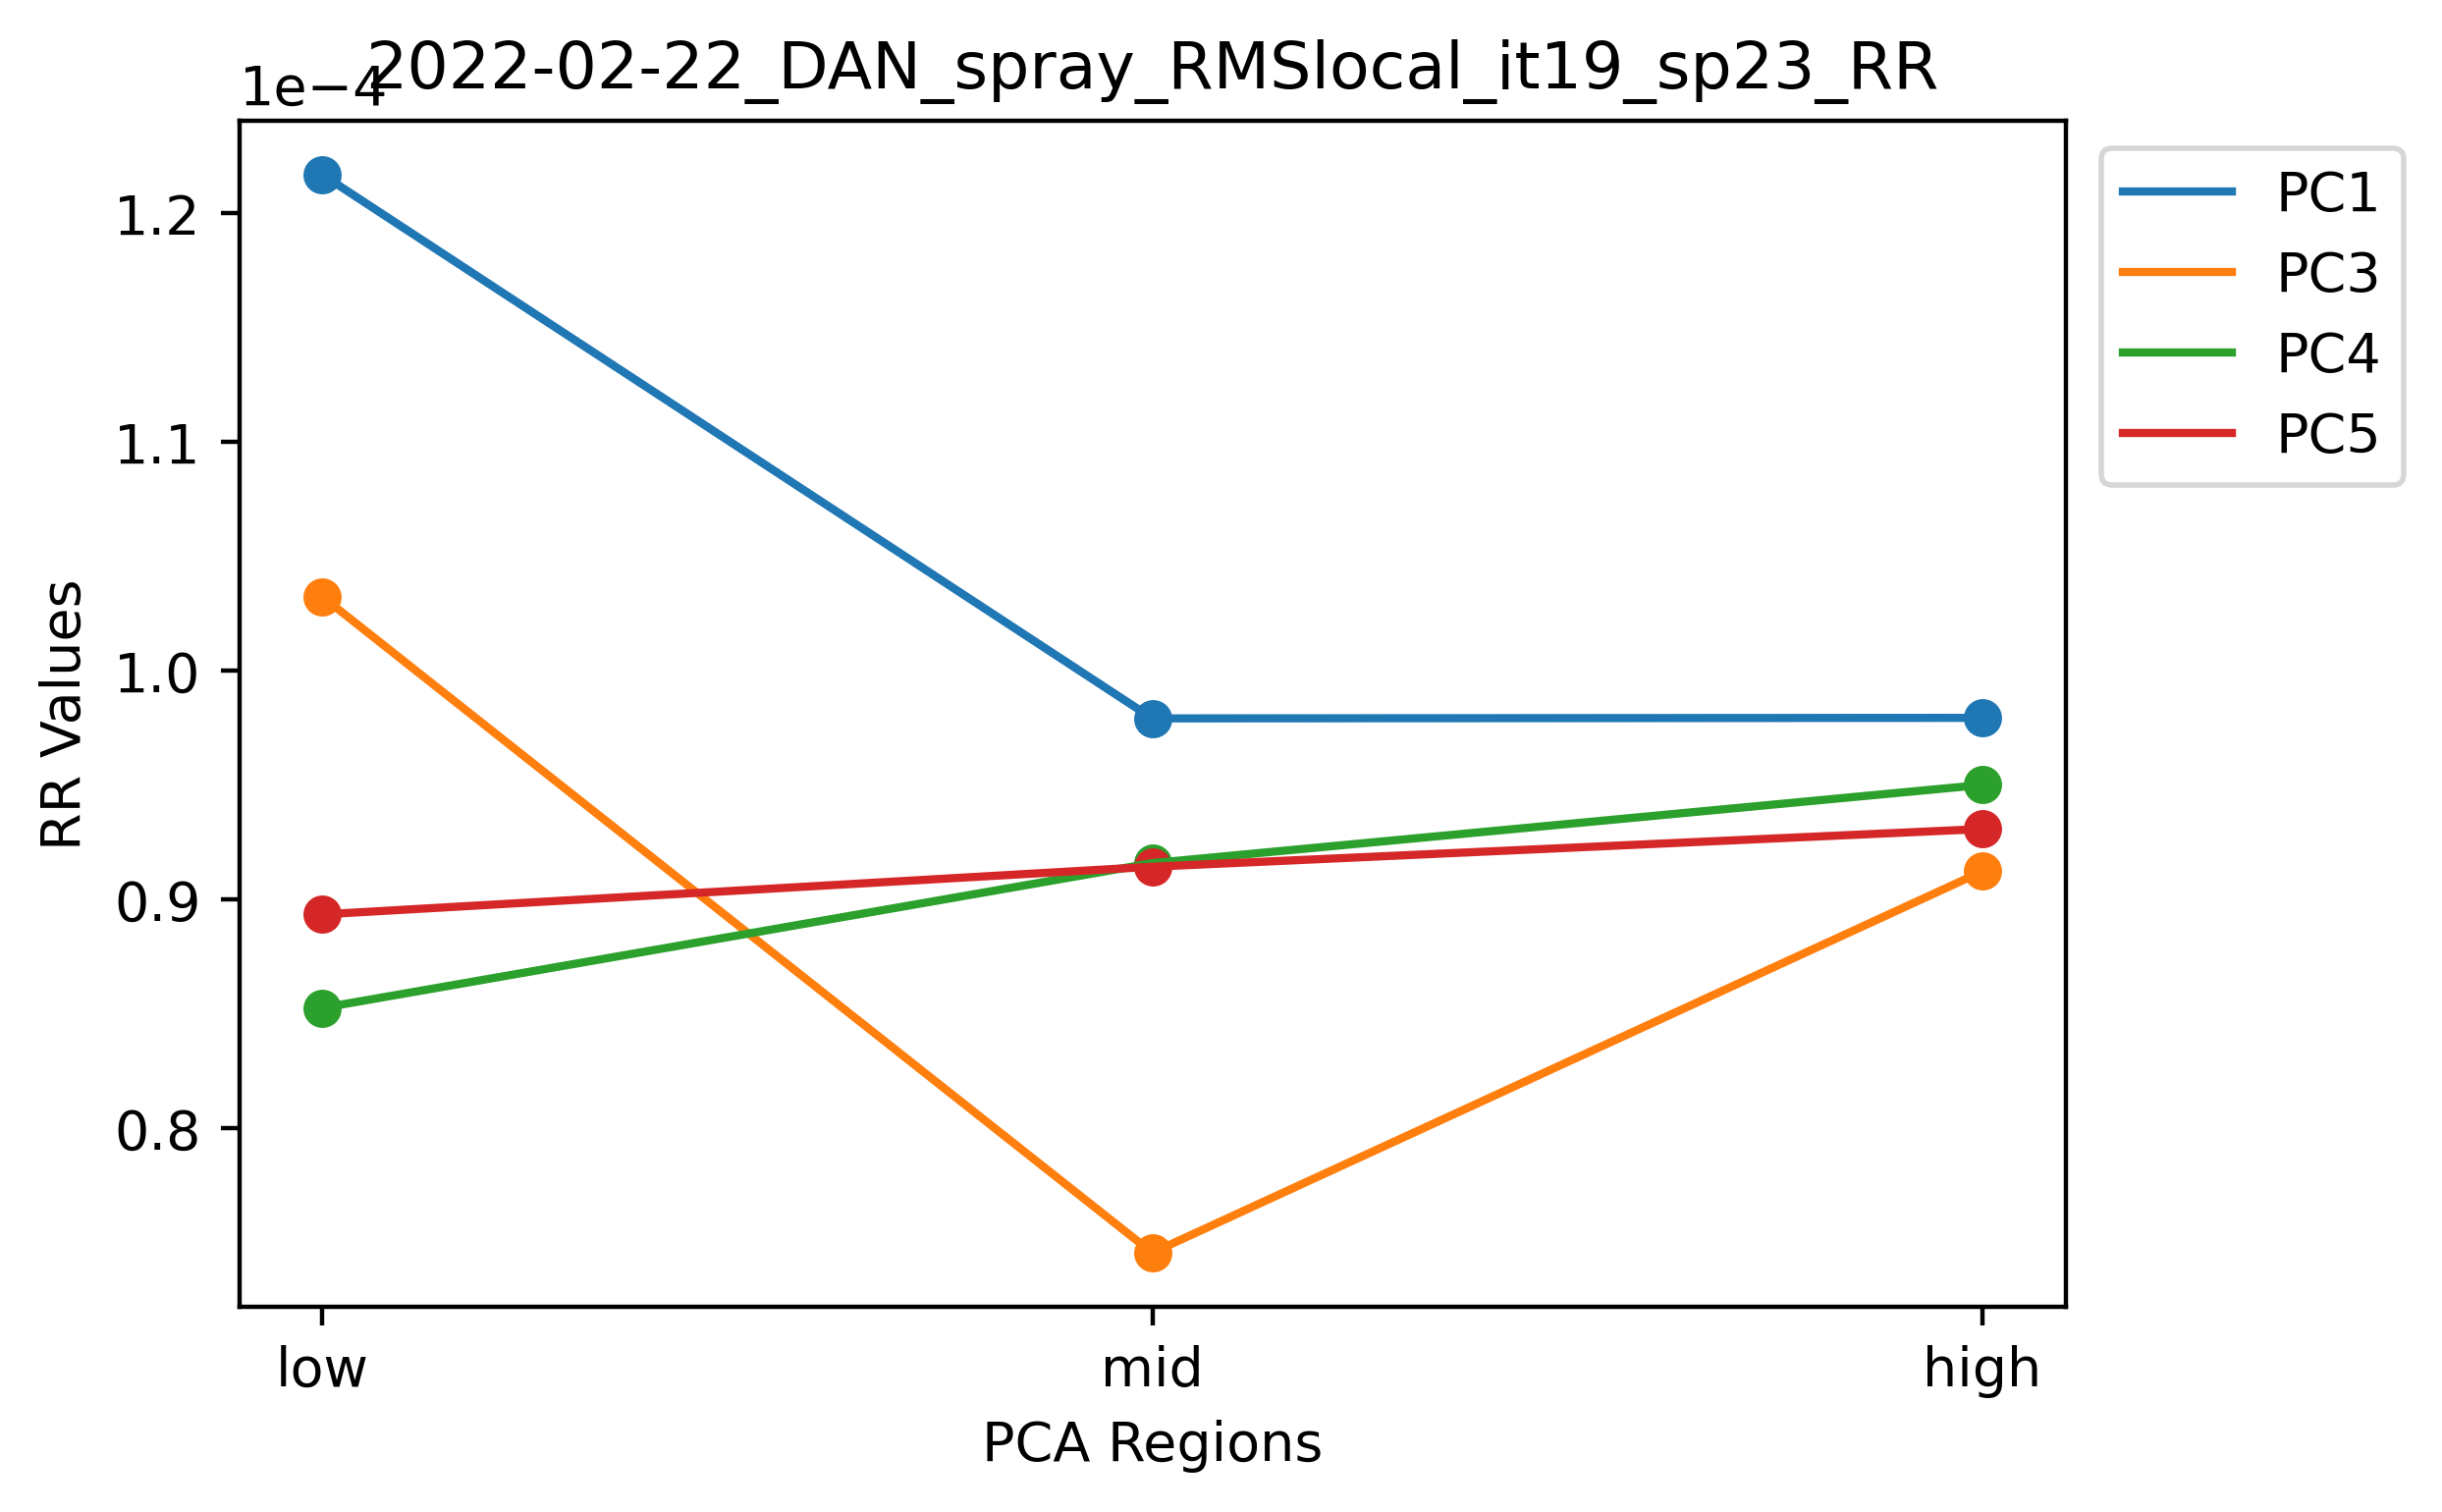 2022-02-22_DAN_spray_RMSlocal_it19_sp23_RR
1e−4
1.2
1.1
1.0
0.9
0.8
RR Values
low
mid
high
PCA Regions
PC1
PC3
PC4
PC5